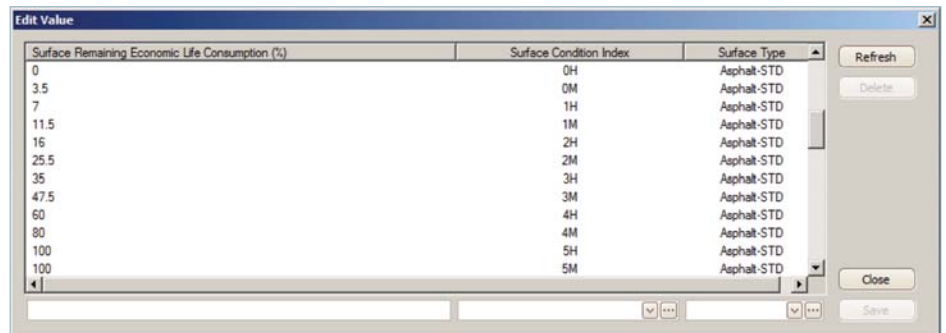 Edit Value
Surface Remaining Economic Life Consumption (%) Surface Condition Index Surface Type
0 0H Asphalt-STD
3.5 0M Asphalt-STD
7 1H Asphalt-STD
11.5 1M Asphalt-STD
16 2H Asphalt-STD
25.5 2M Asphalt-STD
35 3H Asphalt-STD
47.5 3M Asphalt-STD
60 4H Asphalt-STD
80 4M Asphalt-STD
100 5H Asphalt-STD
100 5M Asphalt-STD
Refresh
Delete
Close
Save